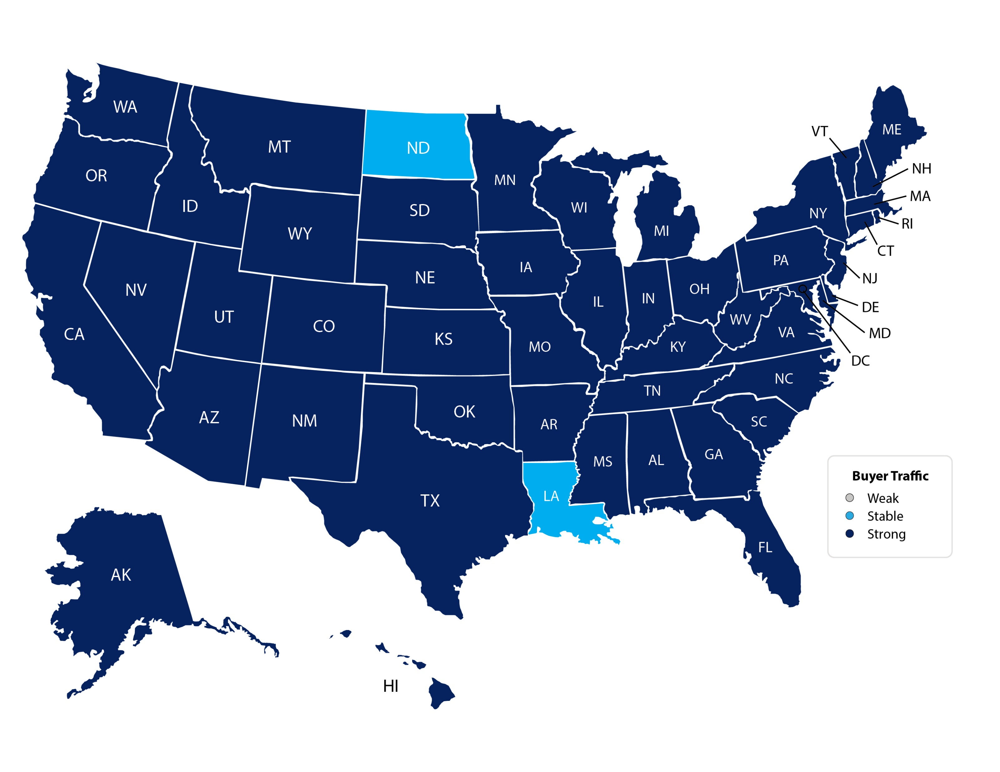 WA
MT
ND
MN
OR
ID
WY
SD
WI
MI
VT
ME
NH
MA
NY
RI
CT
NV
UT
CO
NE
IA
IL
IN
OH
PA
NJ
DE
MD
DC
CA
KS
MO
KY
WV
VA
AZ
NM
OK
AR
TN
NC
SC
TX
LA
MS
AL
GA
FL
AK
HI
Buyer Traffic
Weak
Stable
Strong